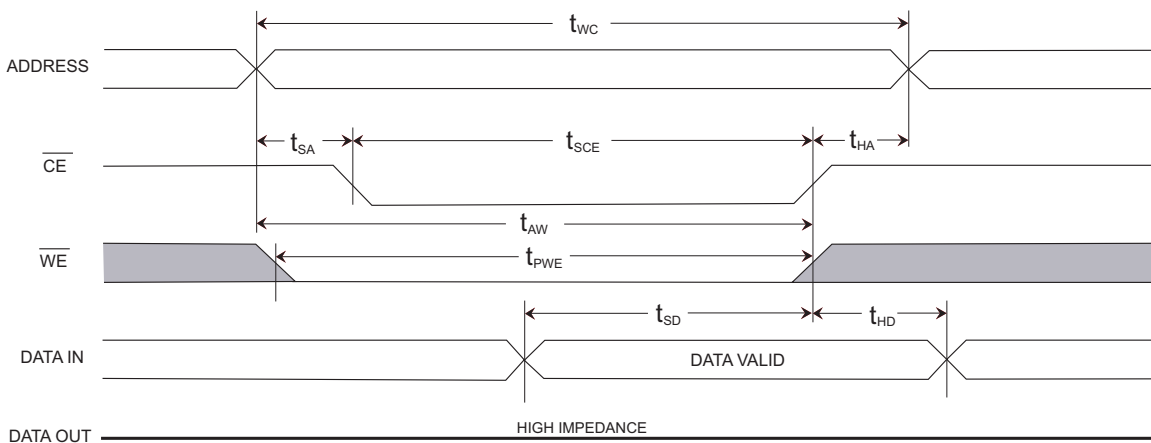 tWC
ADDRESS
tSA
tSCE
tHA
CE
tAW
WE
tPWE
tSD
tHD
DATA IN
DATA VALID
HIGH IMPEDANCE
DATA OUT